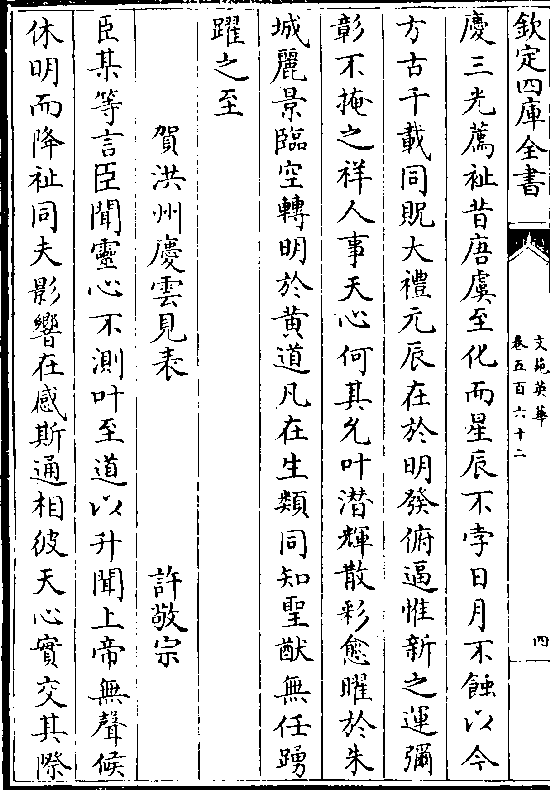 欽定四庫全書
文苑英華
卷五百六十二
四
慶三光薦祉昔唐虞至化而星辰不孛日月不蝕以今
方古千載同貺大禮元辰在於明發俯逼惟新之運彌
彰不掩之祥人事天心何其允叶潛輝散彩愈曜於朱
城麗景臨空轉明於黄道凡在生類同知聖猷無任踴
躍之至
賀洪州慶雲見表 許敬宗
臣某等言臣聞靈心不測叶至道以升聞上帝無聲候
休明而降祉同夫影響在感斯通相彼天心實交其際